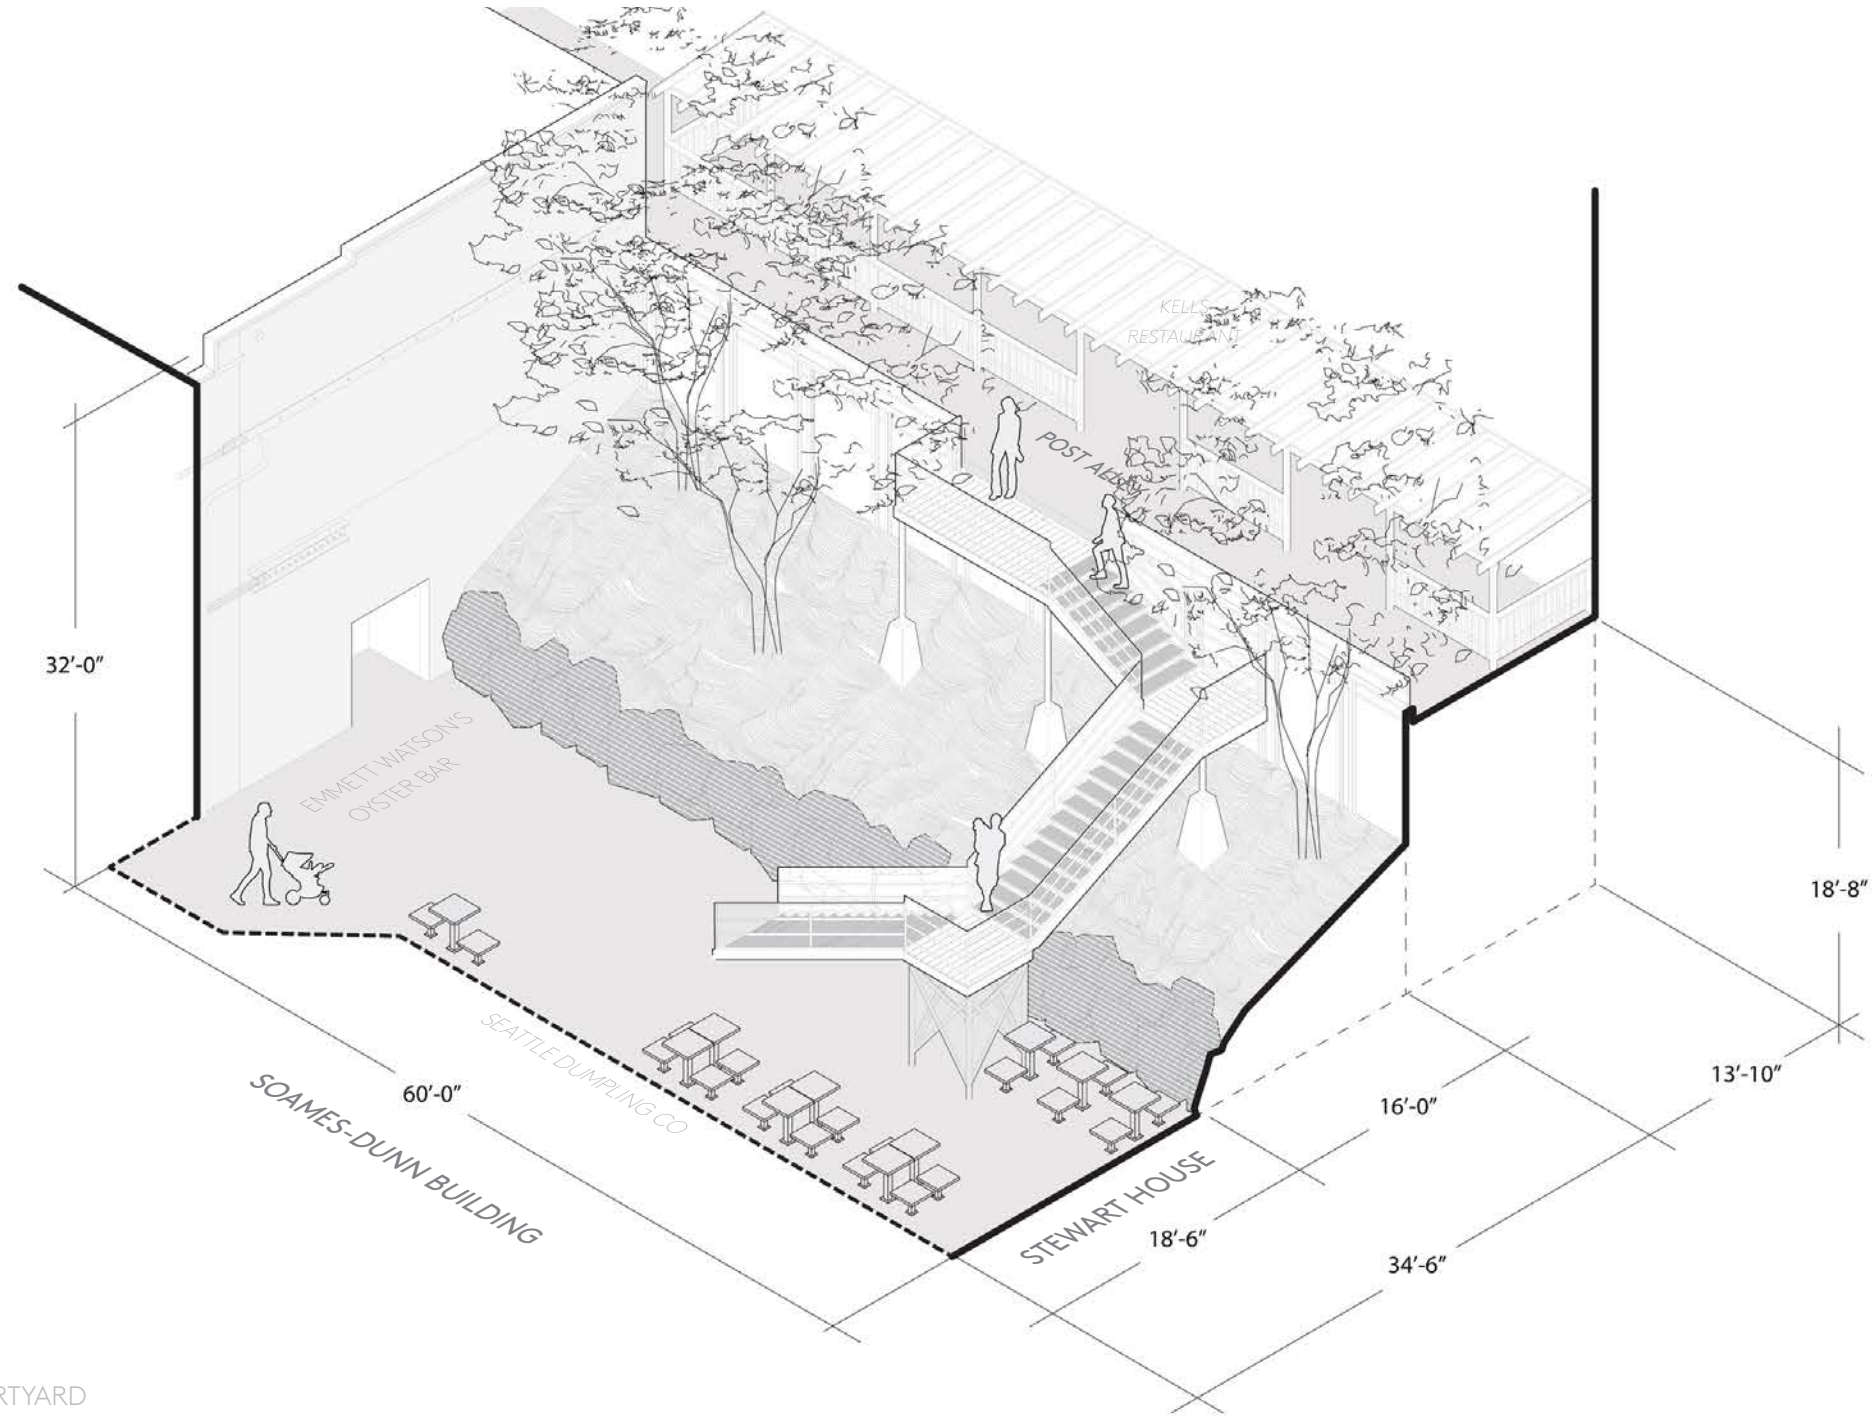 KELLS
RESTAURANT
POST ALLEY
32'-0"
EMMETT WATSON'S
OYSTER BAR
18'-8"
SEATTLE DUMPLING CO
13'-10"
60'-0"
16'-0"
SOAMES-DUNN BUILDING
STEWART HOUSE
18'-6"
34'-6"
RTYARD